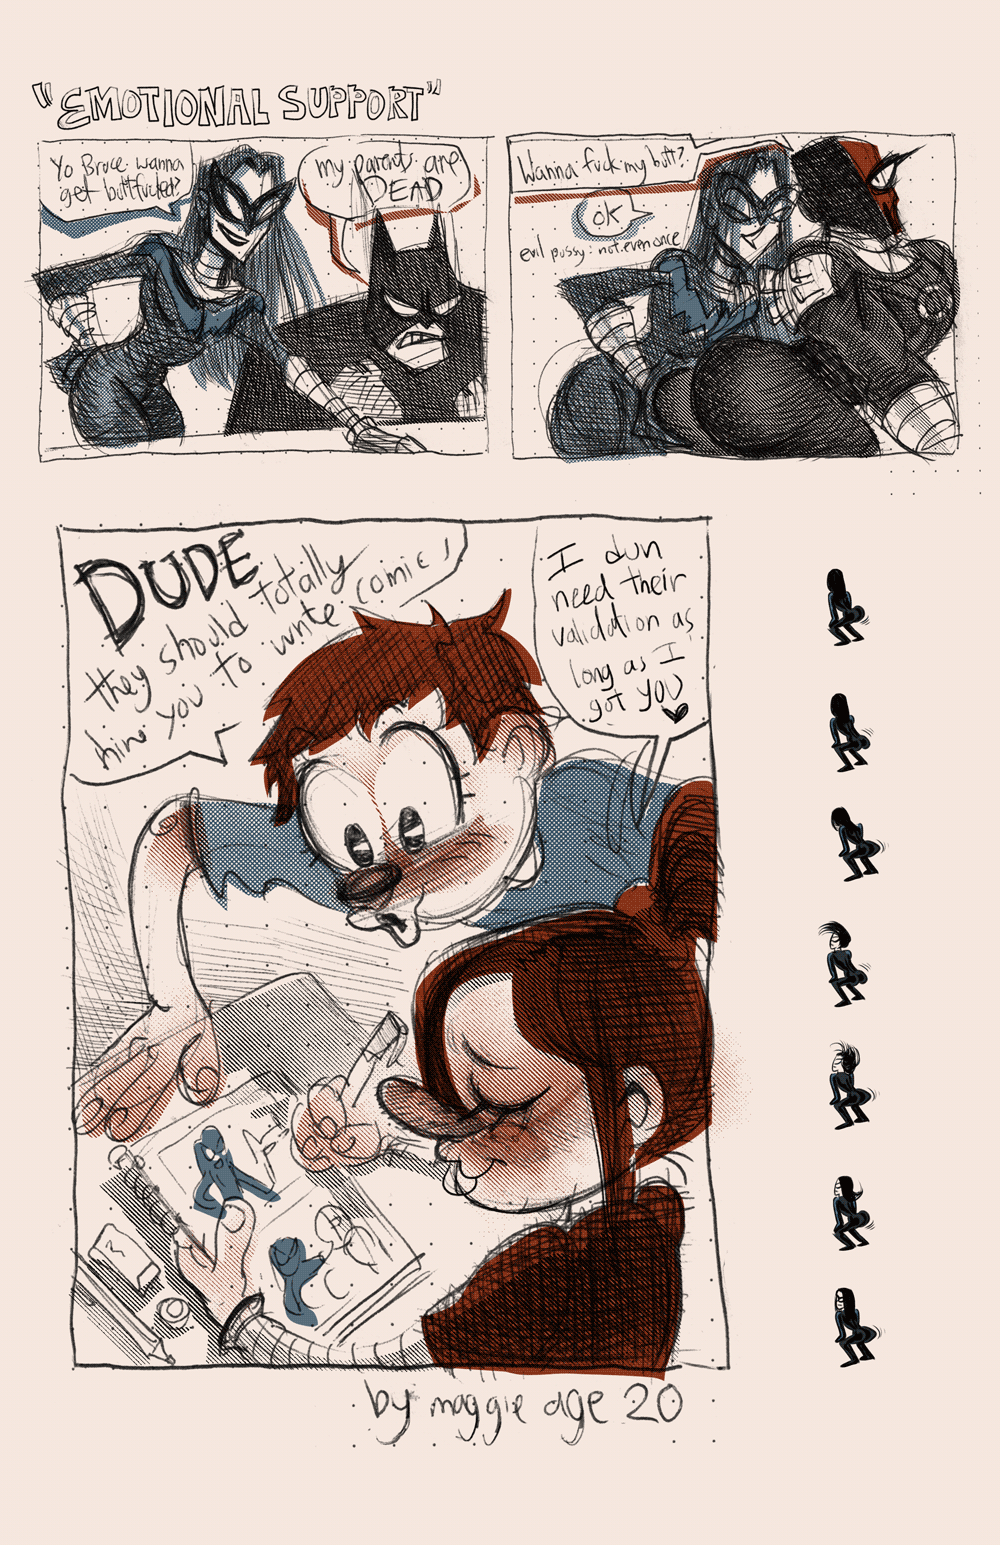 "EMOTIONAL SUPPORT"
Yo Bruce wanna
get buttfucked?
my parents are
DEAD
Wanna fuck my butt?
OK
evil pussy: not even once
DUDE
they should totally
hire you to write comics!
I dun
need their
validation as
long as I
got YOU
by maggie age 20